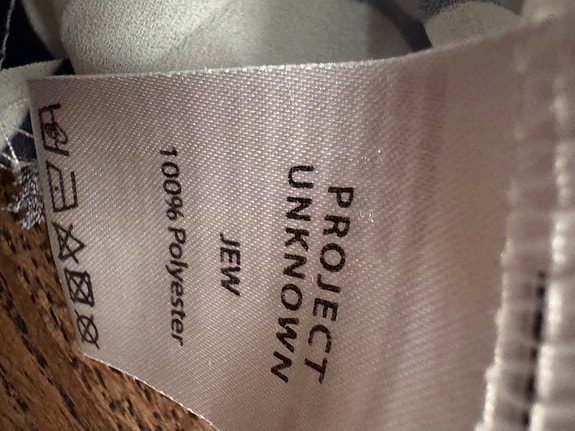 PROJECT
UNKNOWN
JEW
100% Polyester